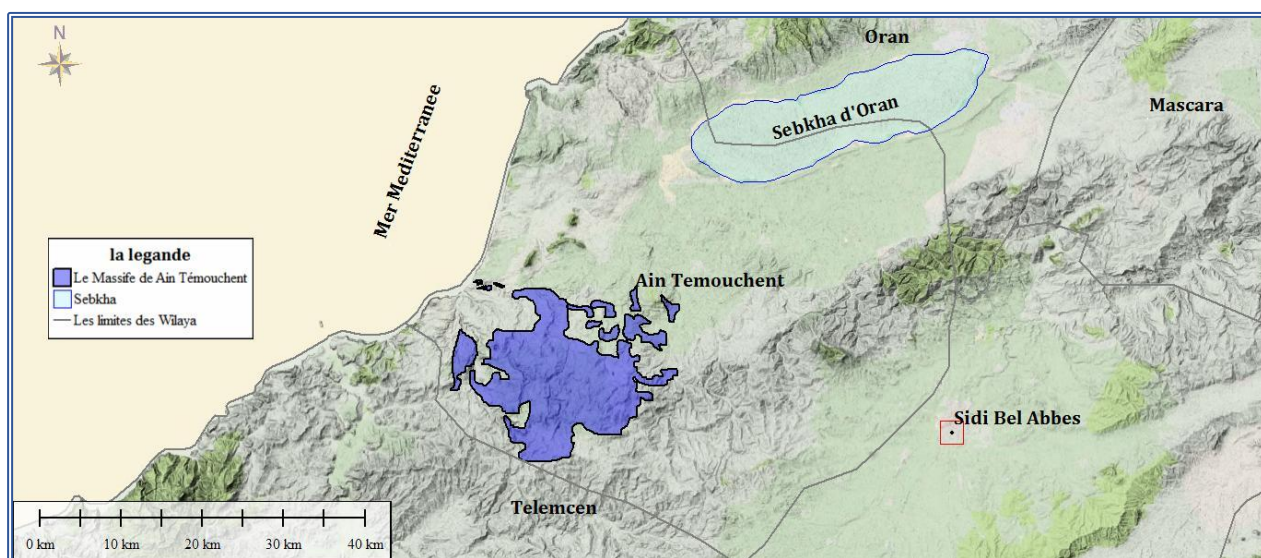 N
Oran
Mascara
Sebkha d'Oran
Mer Mediterranee
la legande
Le Massife de Ain Témouchent
Sebkha
Les limites des Wilaya
Ain Temouchent
Sidi Bel Abbes
Telemcen
0 km 10 km 20 km 30 km 40 km